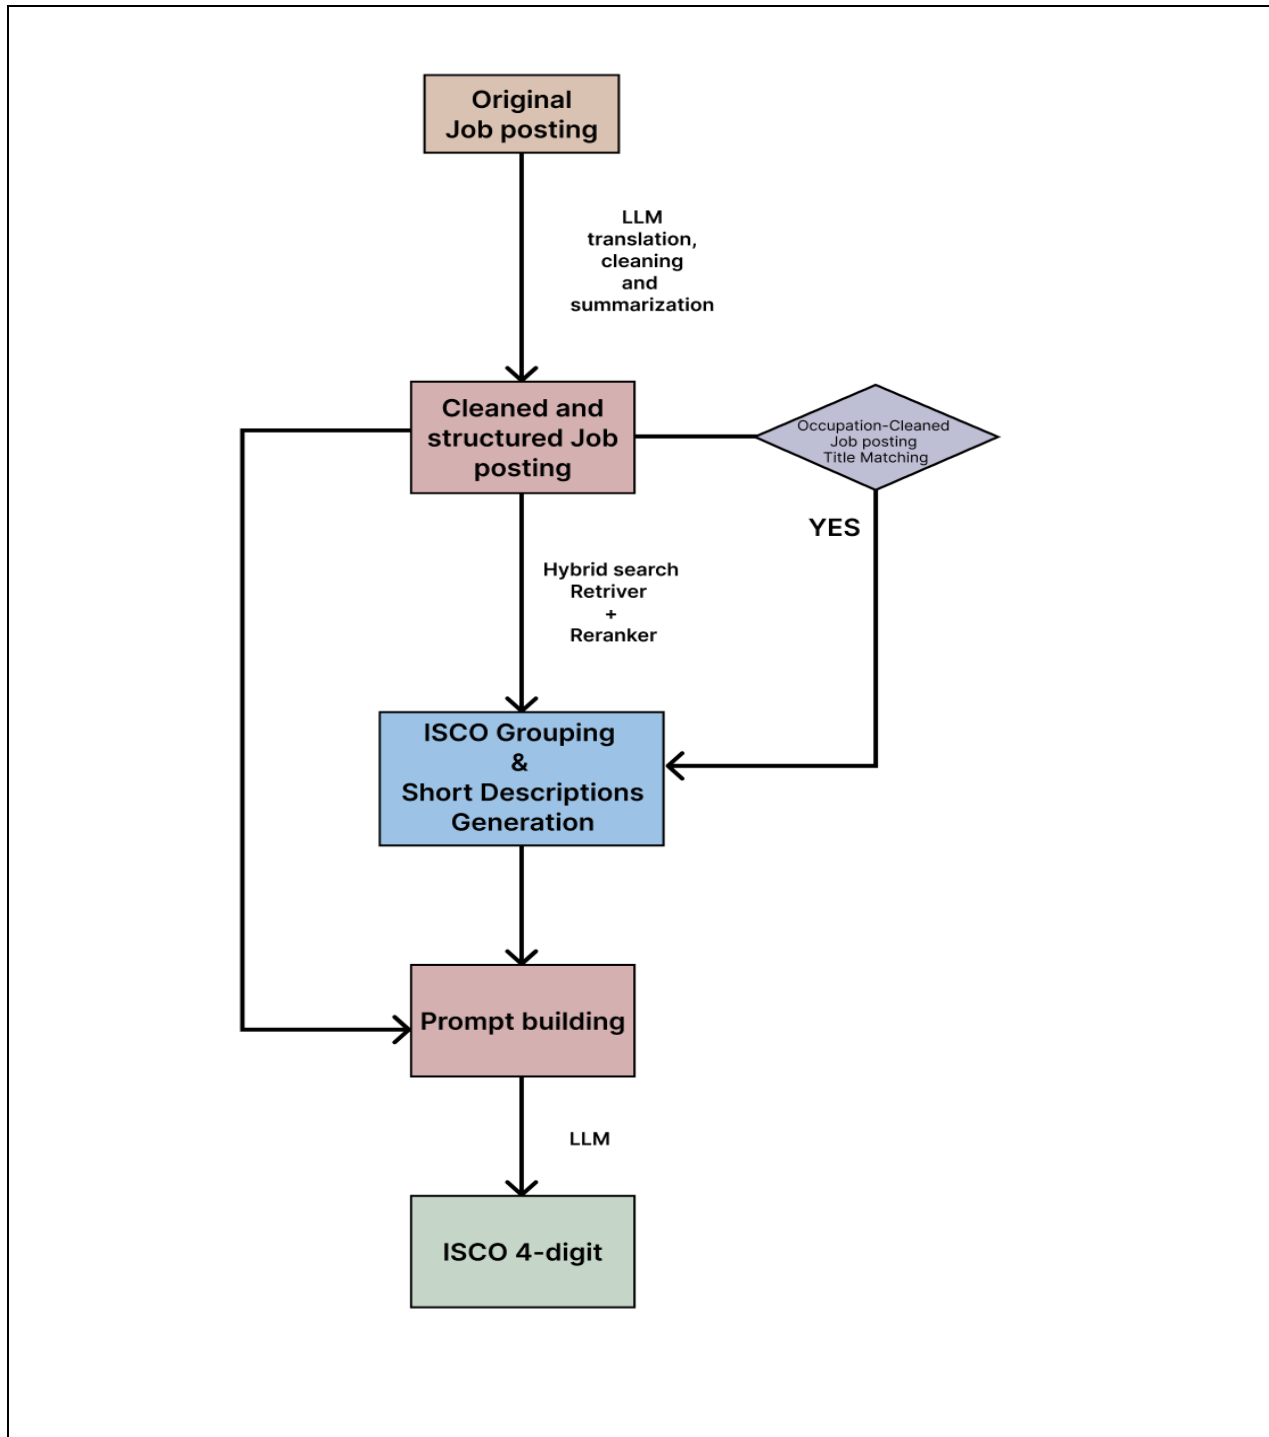 Original
Job posting
LLM
translation,
cleaning
and
summarization
Cleaned and
structured Job
posting
Occupation-Cleaned
Job posting
Title Matching
YES
Hybrid search
Retriver
+
Reranker
ISCO Grouping
&
Short Descriptions
Generation
Prompt building
LLM
ISCO 4-digit